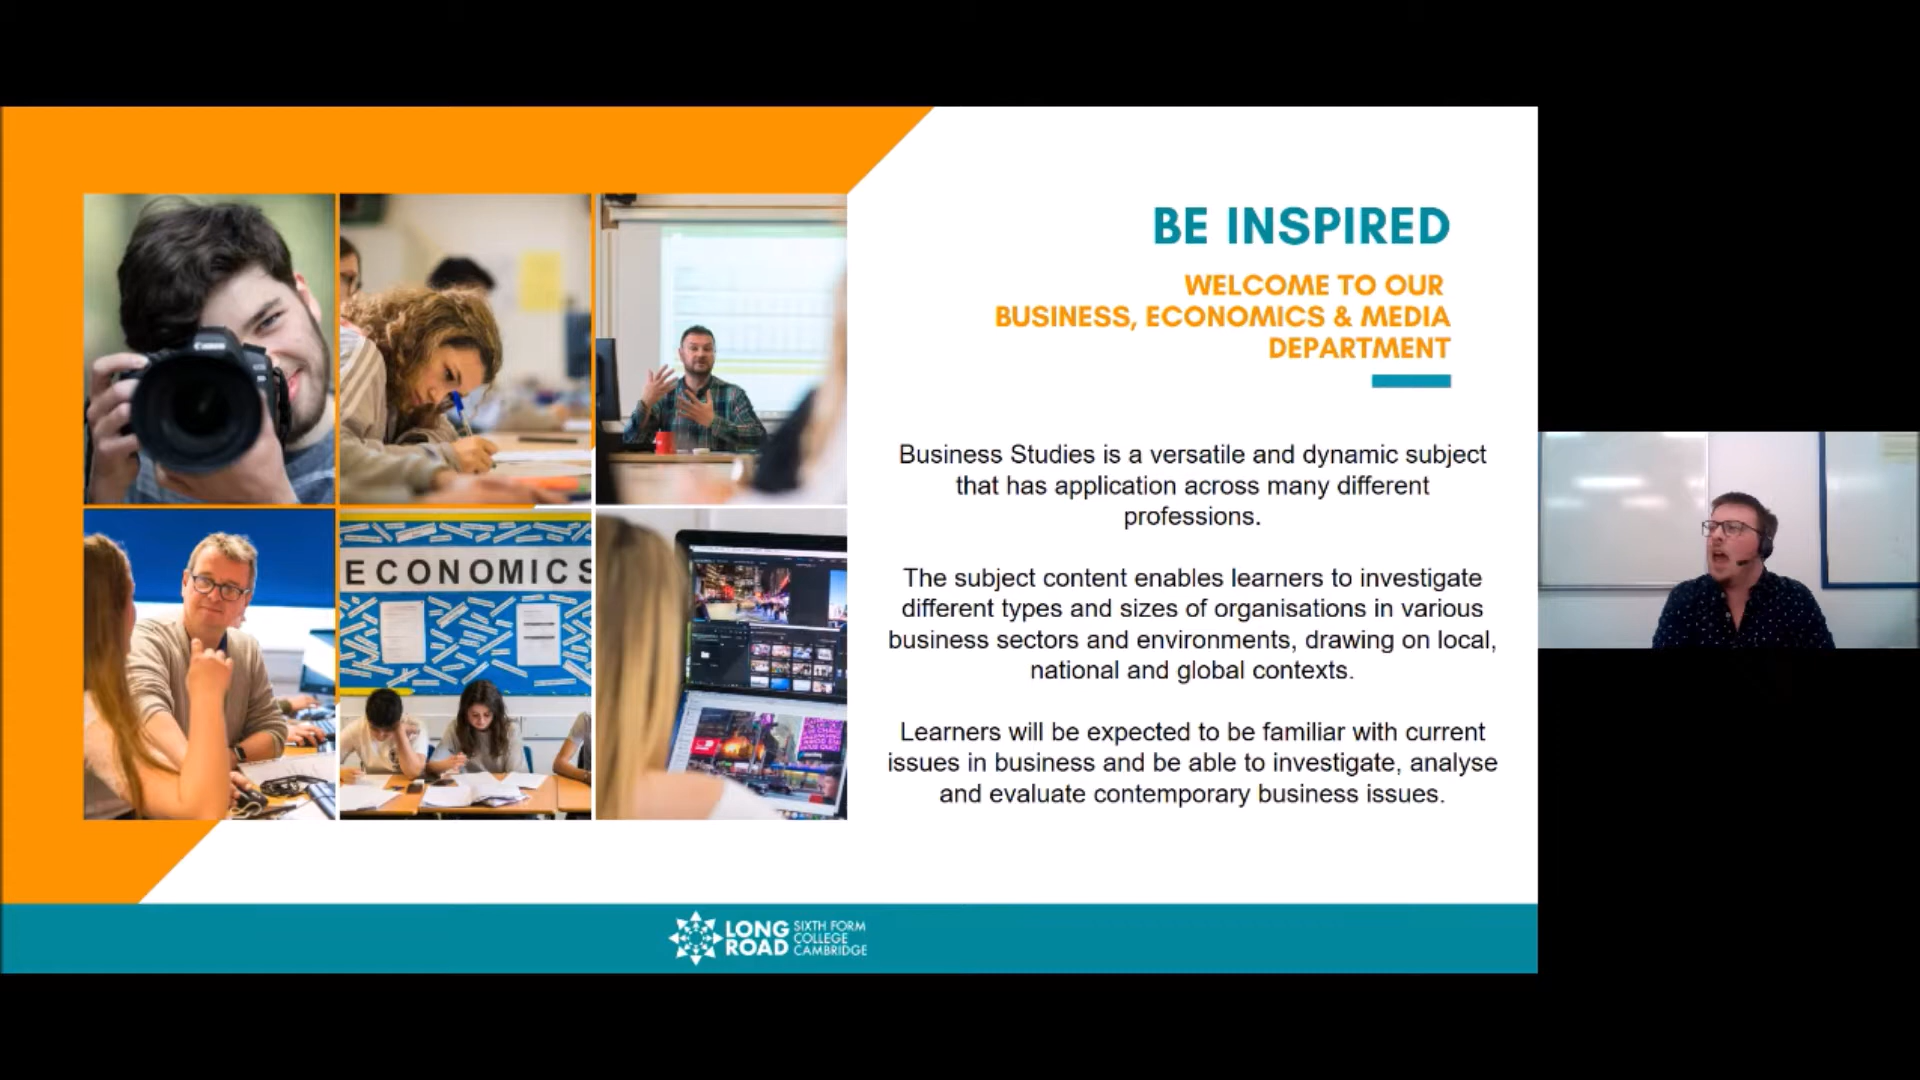 BE INSPIRED
WELCOME TO OUR
BUSINESS, ECONOMICS & MEDIA
DEPARTMENT
Business Studies is a versatile and dynamic subject
that has application across many different
professions.
The subject content enables learners to investigate
different types and sizes of organisations in various
business sectors and environments, drawing on local,
national and global contexts.
Learners will be expected to be familiar with current
issues in business and be able to investigate, analyse
and evaluate contemporary business issues.
Canon
ECONOMICS
LONG ROAD
SIXTH FORM
COLLEGE
CAMBRIDGE